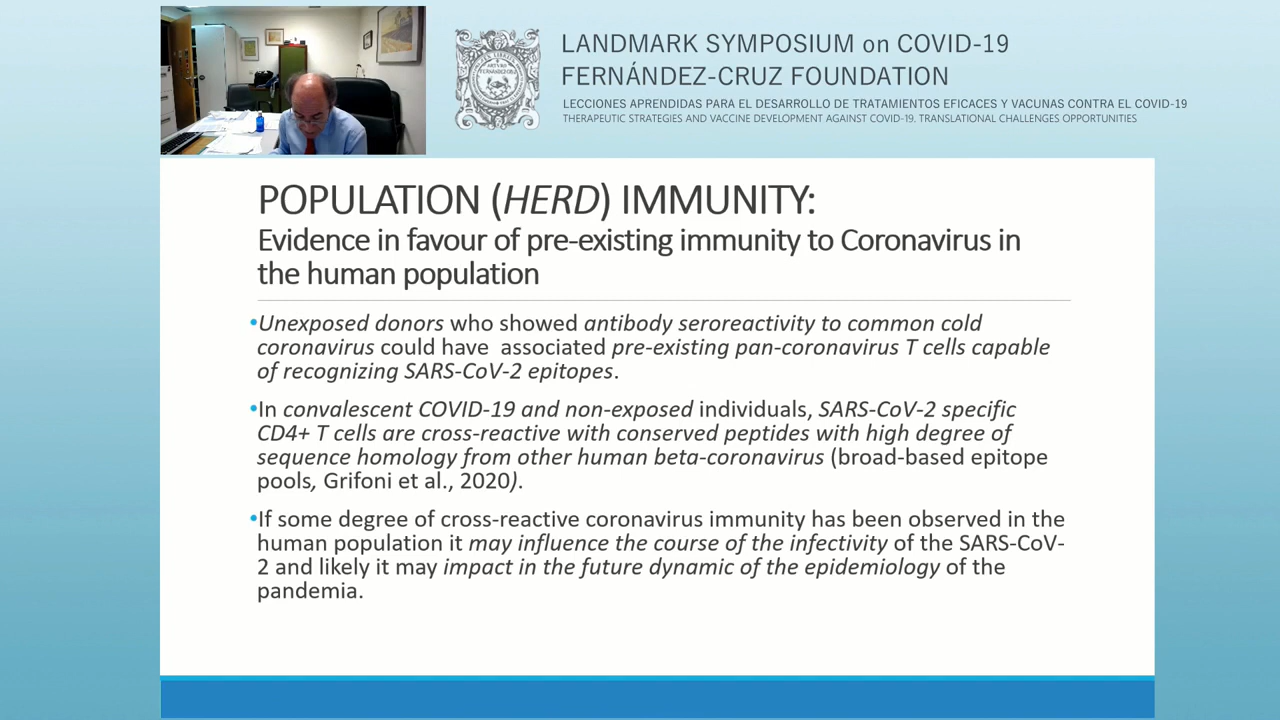 LANDMARK SYMPOSIUM on COVID-19
FERNÁNDEZ-CRUZ FOUNDATION
LECCIONES APRENDIDAS PARA EL DESARROLLO DE TRATAMIENTOS EFICACES Y VACUNAS CONTRA EL COVID-19
THERAPEUTIC STRATEGIES AND VACCINE DEVELOPMENT AGAINST COVID-19. TRANSLATIONAL CHALLENGES OPPORTUNITIES
POPULATION (HERD) IMMUNITY:
Evidence in favour of pre-existing immunity to Coronavirus in
the human population
•Unexposed donors who showed antibody seroreactivity to common cold
coronavirus could have associated pre-existing pan-coronavirus T cells capable
of recognizing SARS-CoV-2 epitopes.
•In convalescent COVID-19 and non-exposed individuals, SARS-CoV-2 specific
CD4+ T cells are cross-reactive with conserved peptides with high degree of
sequence homology from other human beta-coronavirus (broad-based epitope
pools, Grifoni et al., 2020).
•If some degree of cross-reactive coronavirus immunity has been observed in the
human population it may influence the course of the infectivity of the SARS-CoV-
2 and likely it may impact in the future dynamic of the epidemiology of the
pandemia.